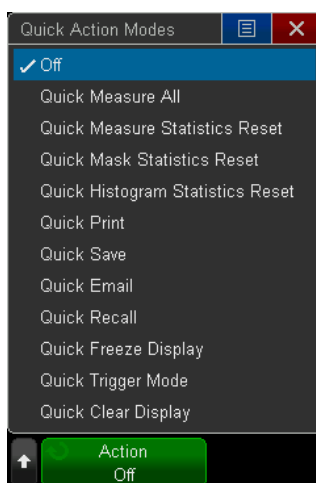 Quick Action Modes
Off
Quick Measure All
Quick Measure Statistics Reset
Quick Mask Statistics Reset
Quick Histogram Statistics Reset
Quick Print
Quick Save
Quick Email
Quick Recall
Quick Freeze Display
Quick Trigger Mode
Quick Clear Display
Action
Off